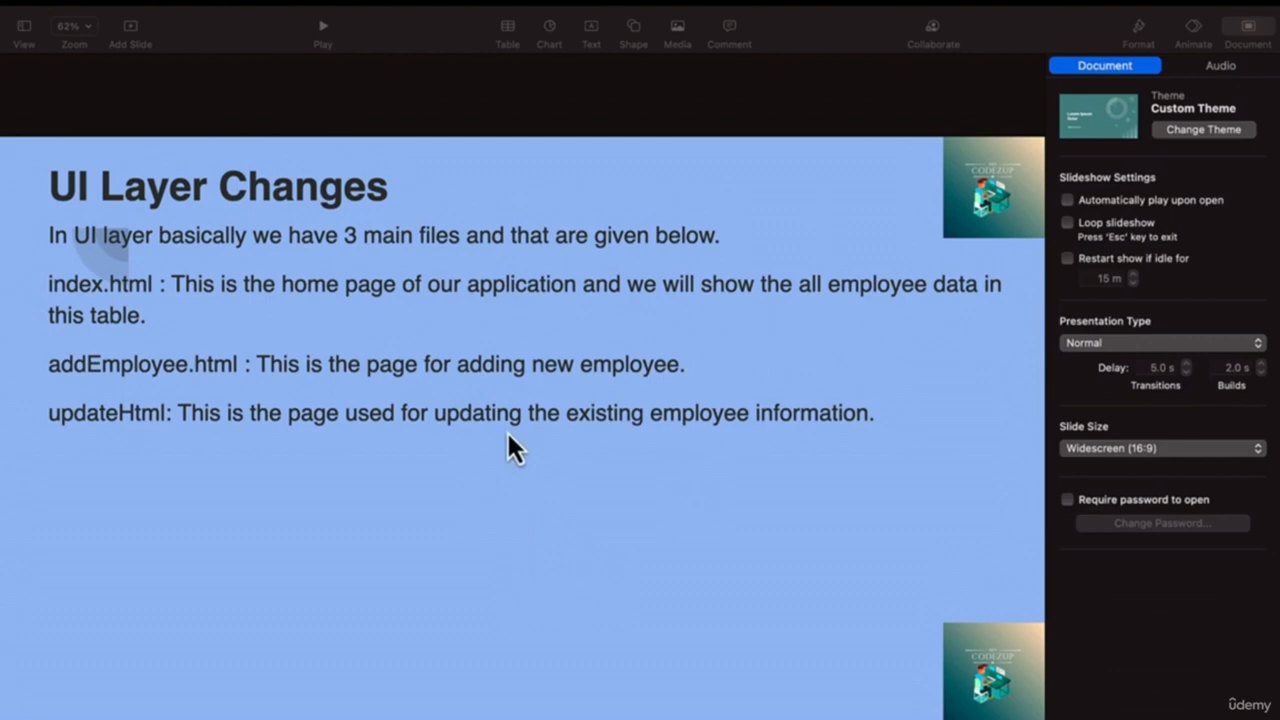 62%
View
Zoom
Add Slide
Play
Table
Chart
Text
Shape
Media
Comment
Collaborate
Format
Animate
Document
Document
Audio
Theme
Custom Theme
Change Theme
Slideshow Settings
Automatically play upon open
Loop slideshow
Press 'Esc' key to exit
Restart show if idle for
15 m
Presentation Type
Normal
Delay: 5.0 s 2.0 s
Transitions Builds
Slide Size
Widescreen (16:9)
Require password to open
Change Password...
UI Layer Changes
In UI layer basically we have 3 main files and that are given below.
index.html : This is the home page of our application and we will show the all employee data in
this table.
addEmployee.html : This is the page for adding new employee.
updateHtml: This is the page used for updating the existing employee information.
CODEZUP
CODEZUP
ûdemy